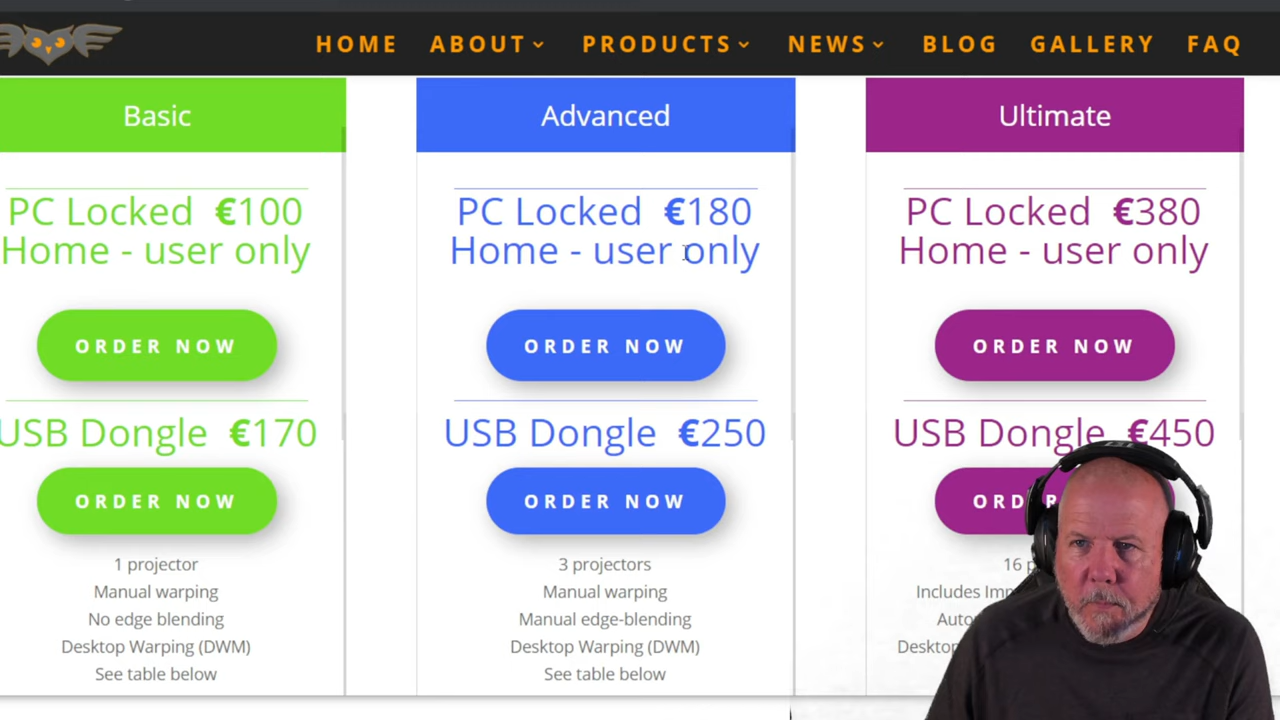 HOME ABOUT PRODUCTS NEWS BLOG GALLERY FAQ
Basic
PC Locked €100
Home - user only
ORDER NOW
USB Dongle €170
ORDER NOW
1 projector
Manual warping
No edge blending
Desktop Warping (DWM)
See table below
Advanced
PC Locked €180
Home - user only
ORDER NOW
USB Dongle €250
ORDER NOW
3 projectors
Manual warping
Manual edge-blending
Desktop Warping (DWM)
See table below
Ultimate
PC Locked €380
Home - user only
ORDER NOW
USB Dongle €450
16
Includes